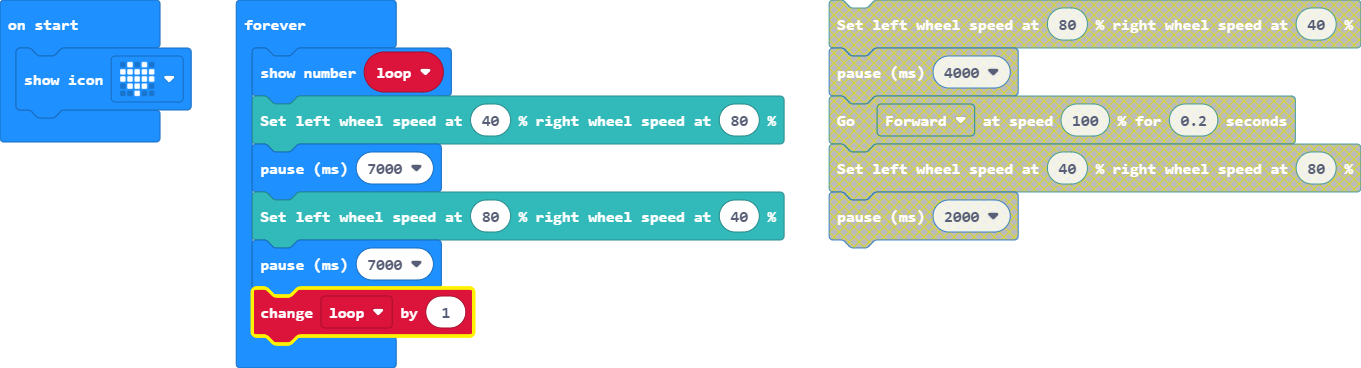 on start
show icon
forever
show number loop
Set left wheel speed at 40 % right wheel speed at 80 %
pause (ms) 7000
Set left wheel speed at 80 % right wheel speed at 40 %
pause (ms) 7000
change loop by 1
Set left wheel speed at 80 % right wheel speed at 40 %
pause (ms) 4000
Go Forward at speed 100 % for 0.2 seconds
Set left wheel speed at 40 % right wheel speed at 80 %
pause (ms) 2000